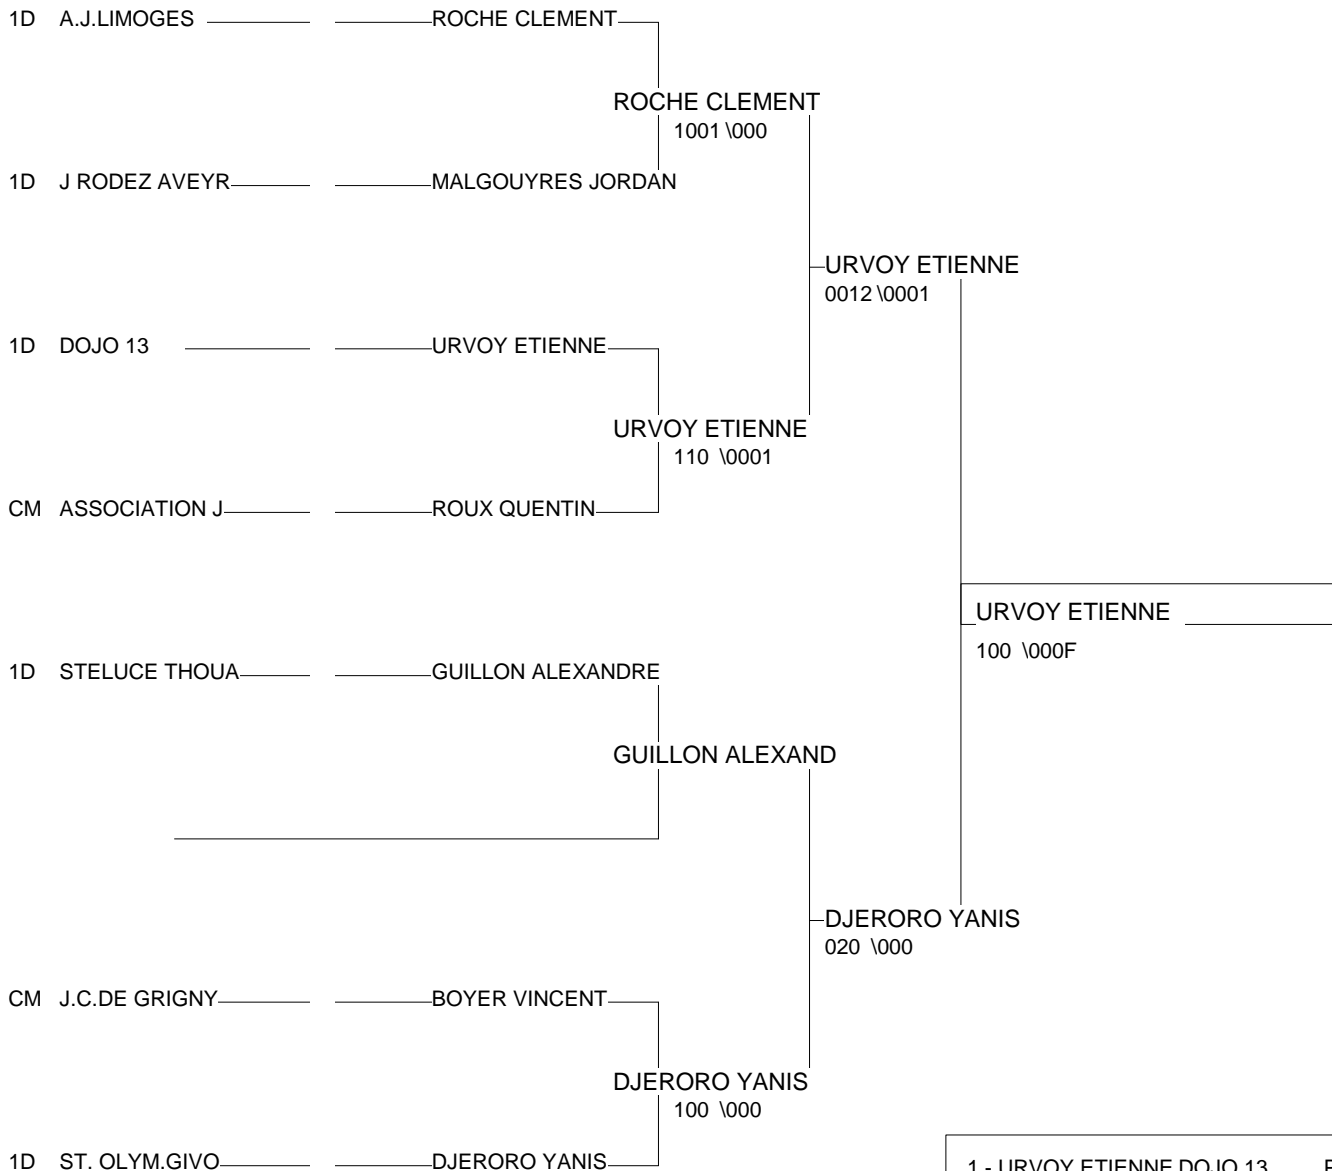 1D A.J.LIMOGES ROCHE CLEMENT
ROCHE CLEMENT
1001 \000
1D J RODEZ AVEYR MALGOUYRES JORDAN
URVOY ETIENNE
0012 \0001
1D DOJO 13 URVOY ETIENNE
URVOY ETIENNE
110 \0001
CM ASSOCIATION J ROUX QUENTIN
URVOY ETIENNE
100 \000F
1D STELUCE THOUA GUILLON ALEXANDRE
GUILLON ALEXAND
DJERORO YANIS
020 \000
CM J.C.DE GRIGNY BOYER VINCENT
DJERORO YANIS
100 \000
1D ST. OLYM.GIVO DJERORO YANIS
1 - URVOY ETIENNE DOJO 13